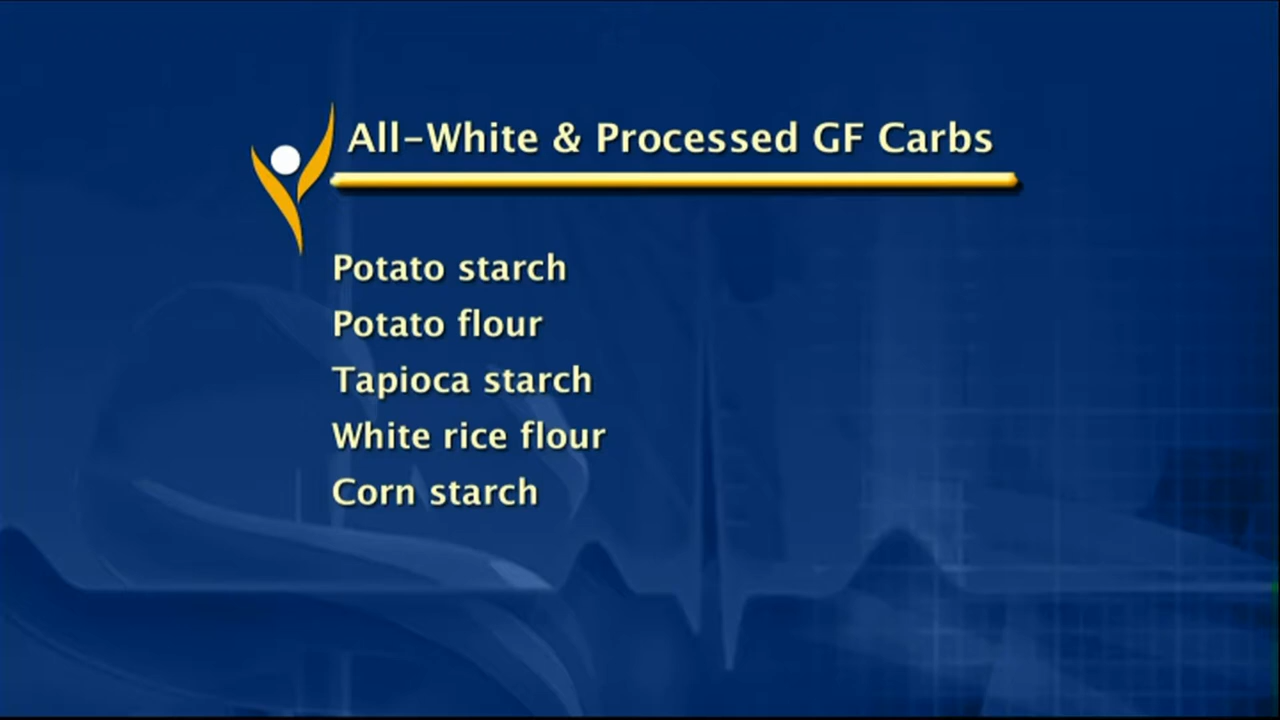 All-White & Processed GF Carbs
Potato starch
Potato flour
Tapioca starch
White rice flour
Corn starch